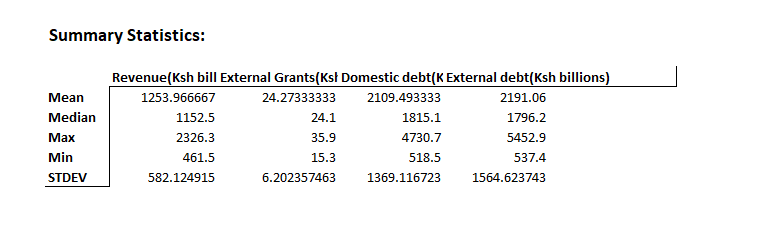 Summary Statistics:
Revenue(Ksh bill External Grants(Ksh Domestic debt(K External debt(Ksh billions)
Mean 1253.966667 24.27333333 2109.493333 2191.06
Median 1152.5 24.1 1815.1 1796.2
Max 2326.3 35.9 4730.7 5452.9
Min 461.5 15.3 518.5 537.4
STDEV 582.124915 6.202357463 1369.116723 1564.623743